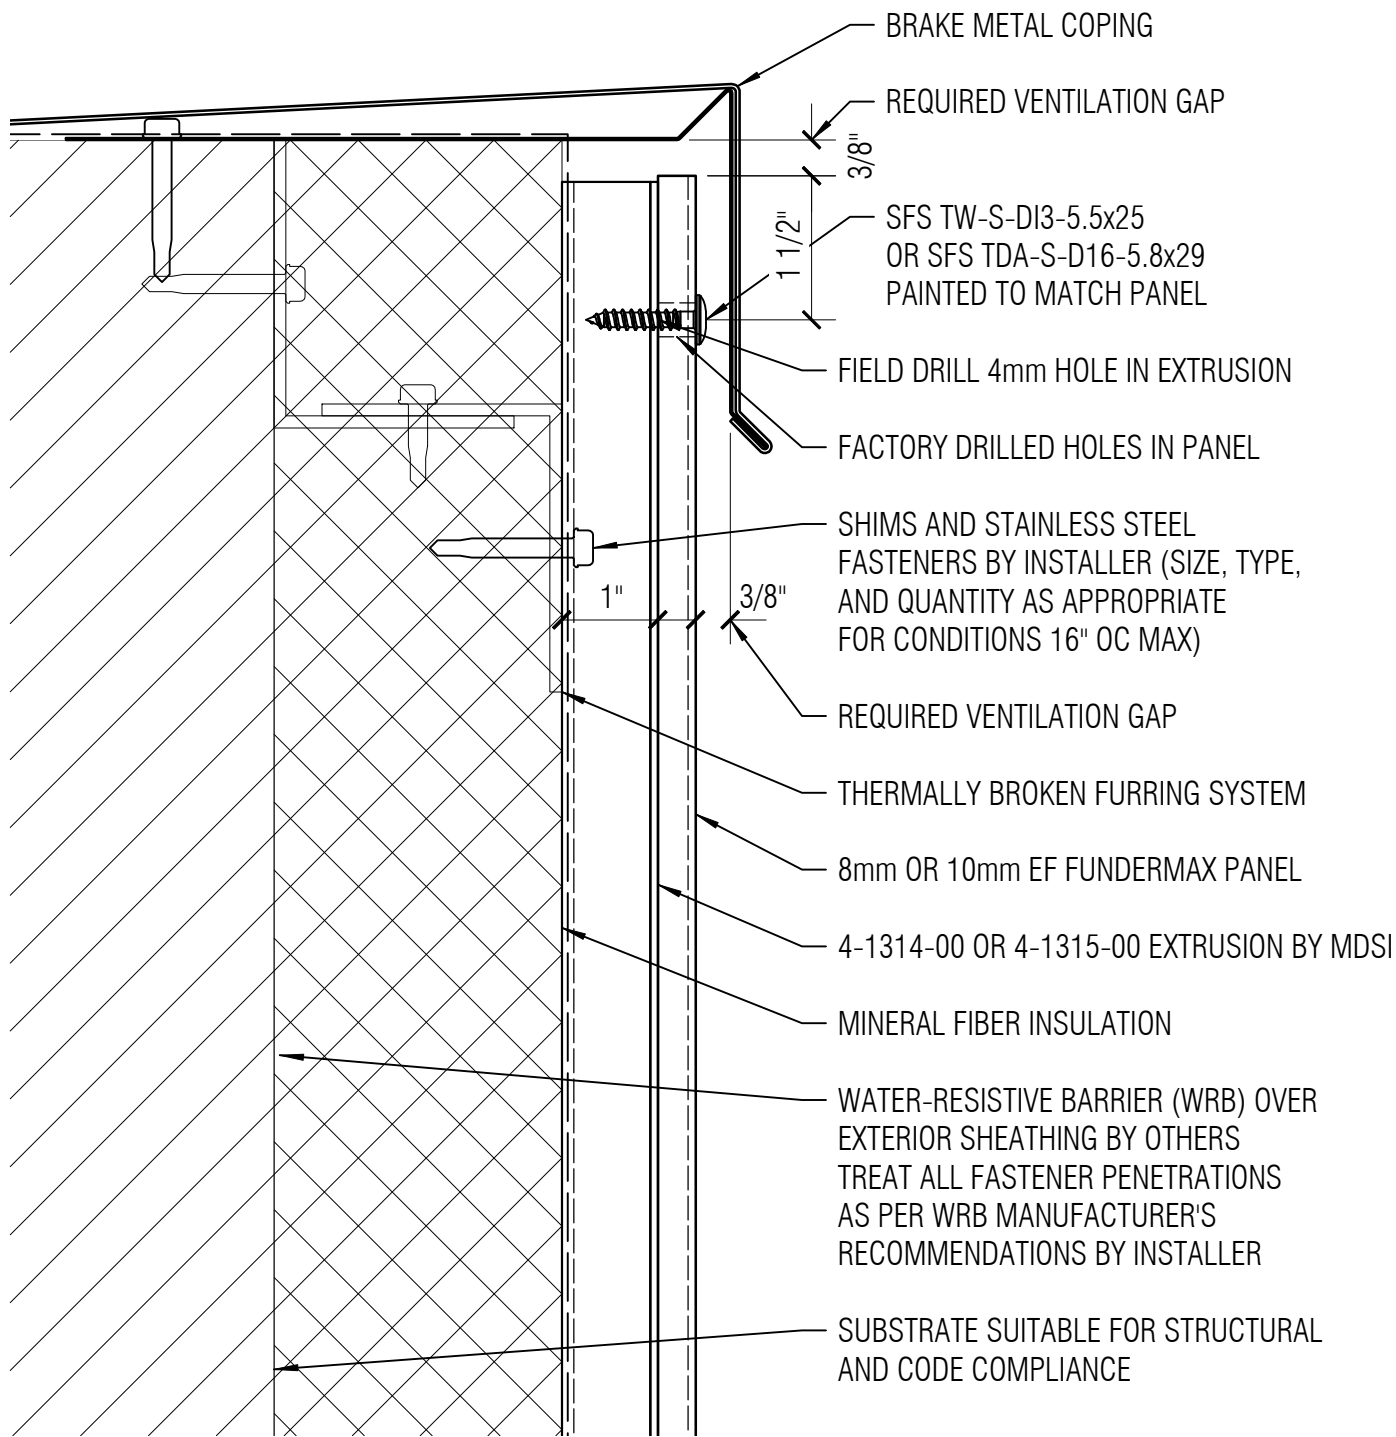 BRAKE METAL COPING
REQUIRED VENTILATION GAP
3/8"
SFS TW-S-DI3-5.5x25
OR SFS TDA-S-D16-5.8x29
PAINTED TO MATCH PANEL
1 1/2"
FIELD DRILL 4mm HOLE IN EXTRUSION
FACTORY DRILLED HOLES IN PANEL
SHIMS AND STAINLESS STEEL
FASTENERS BY INSTALLER (SIZE, TYPE,
AND QUANTITY AS APPROPRIATE
FOR CONDITIONS 16" OC MAX)
1"
3/8"
REQUIRED VENTILATION GAP
THERMALLY BROKEN FURRING SYSTEM
8mm OR 10mm EF FUNDERMAX PANEL
4-1314-00 OR 4-1315-00 EXTRUSION BY MDSI
MINERAL FIBER INSULATION
WATER-RESISTIVE BARRIER (WRB) OVER
EXTERIOR SHEATHING BY OTHERS
TREAT ALL FASTENER PENETRATIONS
AS PER WRB MANUFACTURER'S
RECOMMENDATIONS BY INSTALLER
SUBSTRATE SUITABLE FOR STRUCTURAL
AND CODE COMPLIANCE